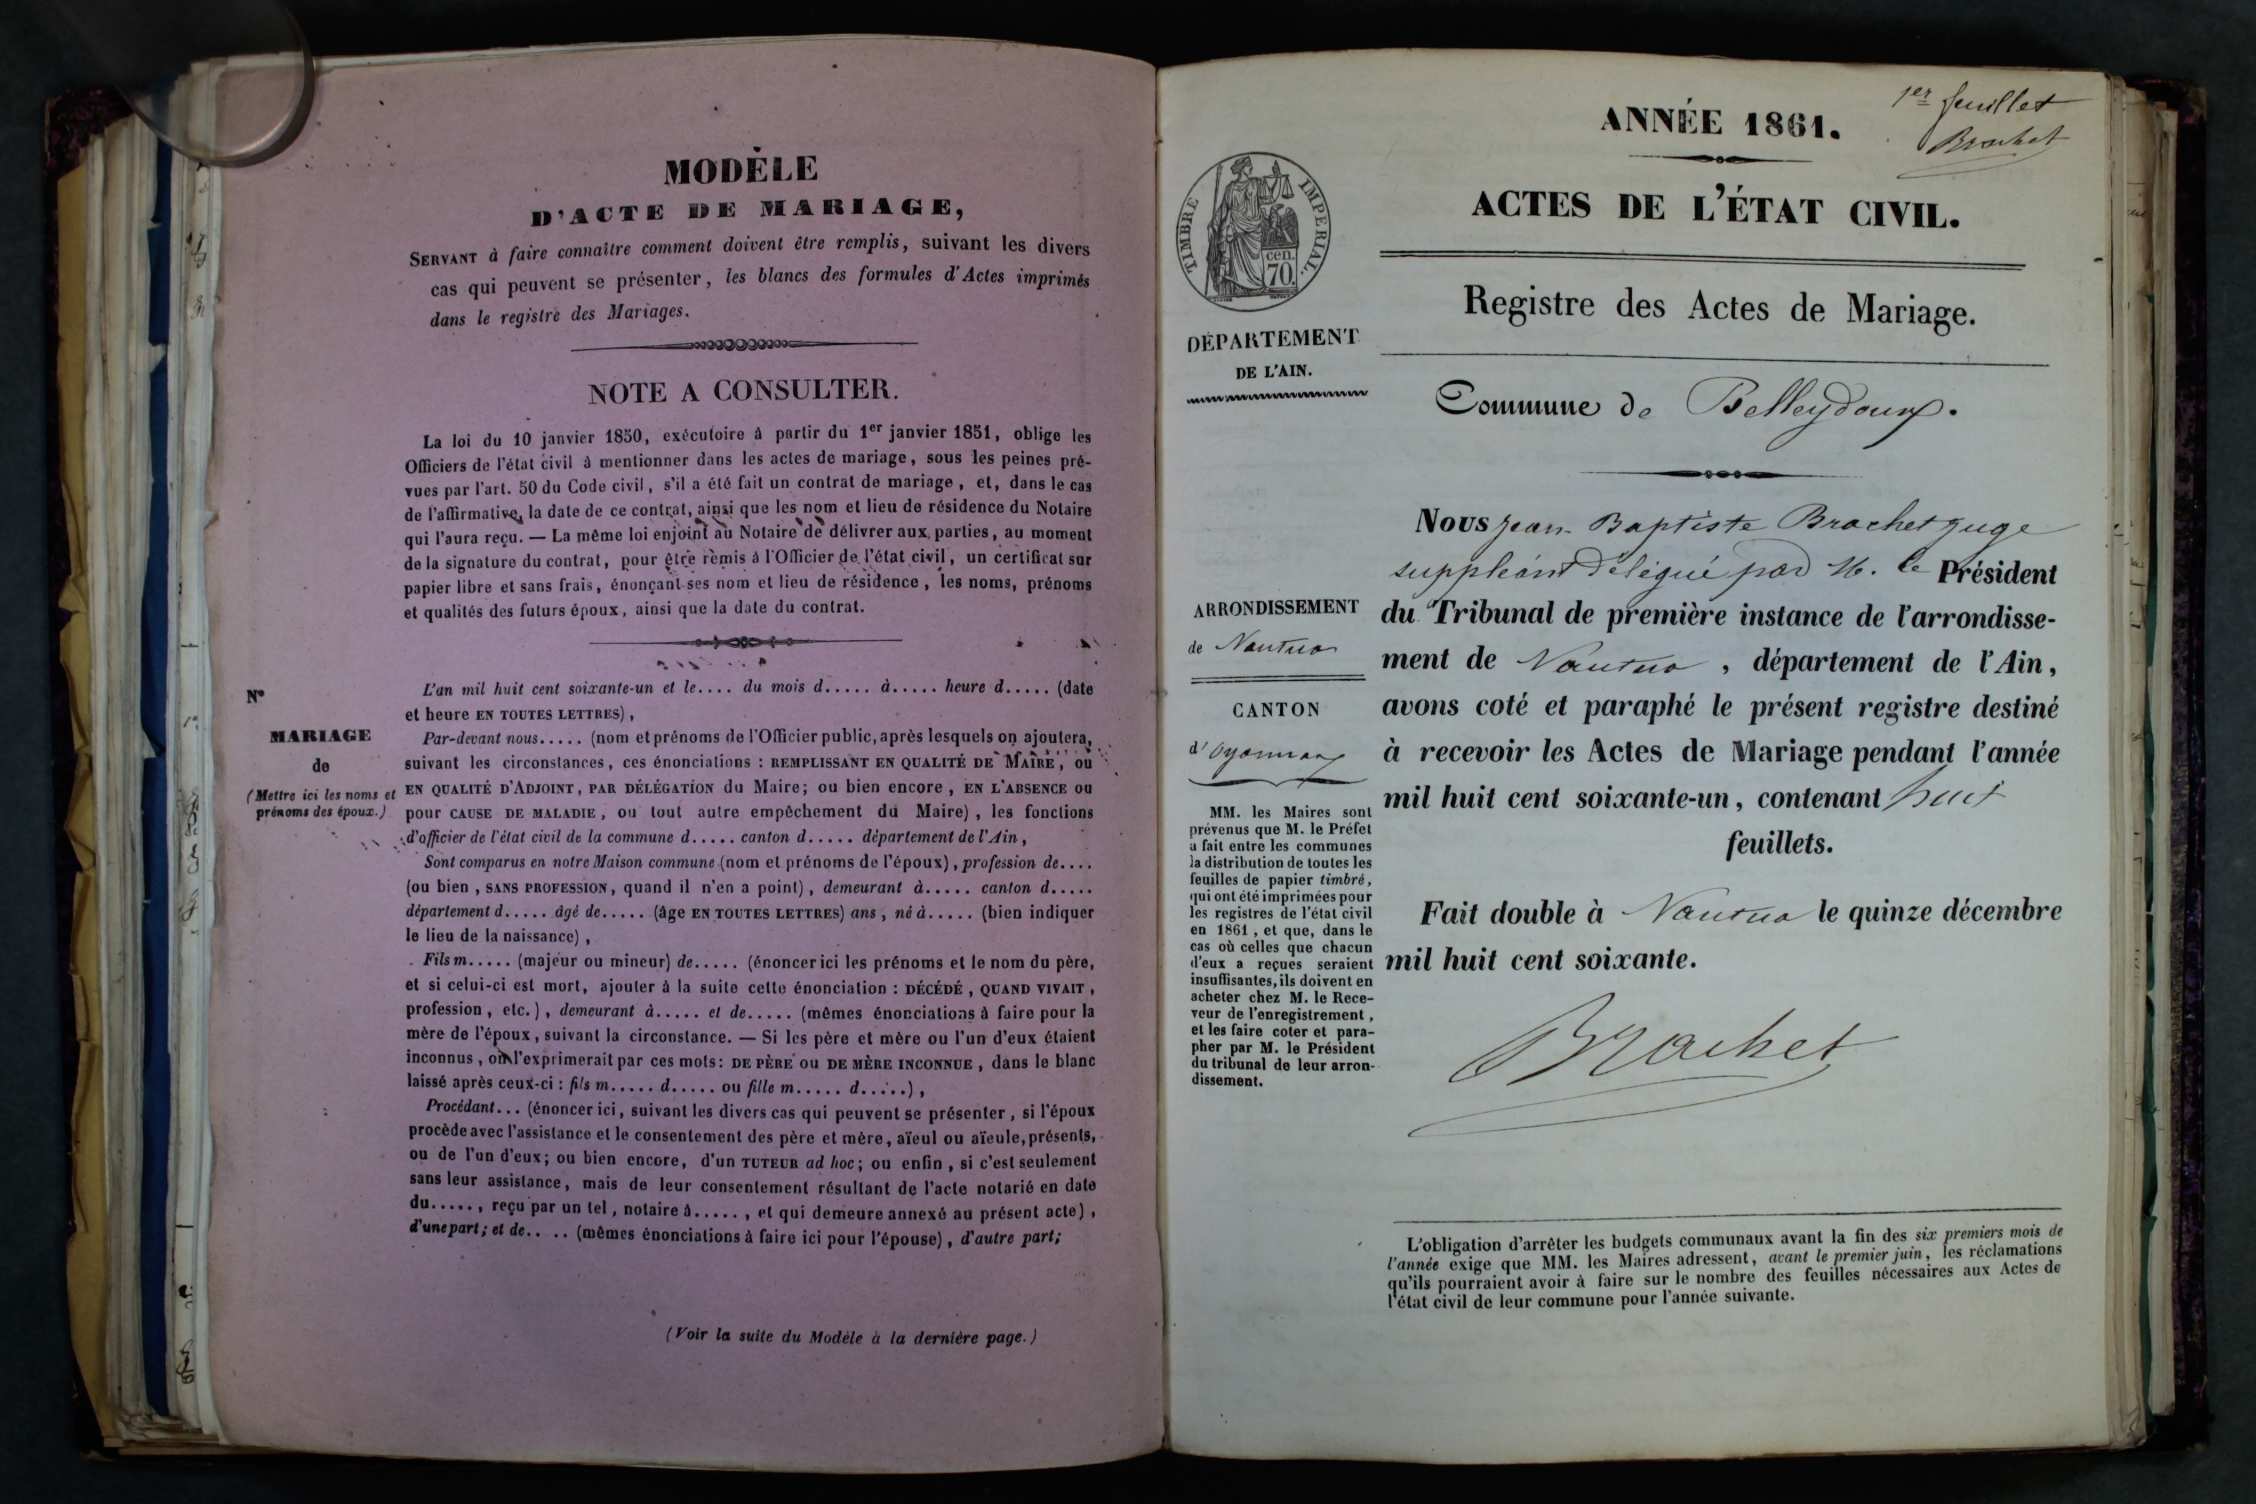 MODÈLE
D'ACTE DE MARIAGE,
SERVANT à faire connaître comment doivent être remplis, suivant les divers
cas qui peuvent se présenter, les blancs des formules d'Actes imprimés
dans le registre des Mariages.
NOTE A CONSULTER.
La loi du 10 janvier 1850, exécutoire à partir du 1er janvier 1851, oblige les
Officiers de l'état civil à mentionner dans les actes de mariage, sous les peines pré-
vues par l'art. 50 du Code civil, s'il a été fait un contrat de mariage, et, dans le cas
de l'affirmative, la date de ce contrat, ainsi que les nom et lieu de résidence du Notaire
qui l'aura reçu. — La même loi enjoint au Notaire de délivrer aux parties, au moment
de la signature du contrat, pour être remis à l'Officier de l'état civil, un certificat sur
papier libre et sans frais, énonçant ses nom et lieu de résidence, les noms, prénoms
et qualités des futurs époux, ainsi que la date du contrat.
N°
MARIAGE
de
(Mettre ici les noms et
prénoms des époux.)
L'an mil huit cent soixante-un et le.... du mois d..... à..... heure d..... (date
et heure EN TOUTES LETTRES),
Par-devant nous..... (nom et prénoms de l'Officier public, après lesquels on ajoutera,
suivant les circonstances, ces énonciations : REMPLISSANT EN QUALITÉ DE MAIRE, ou
EN QUALITÉ D'ADJOINT, PAR DÉLÉGATION du Maire; ou bien encore, EN L'ABSENCE ou
pour CAUSE DE MALADIE, ou tout autre empêchement du Maire), les fonctions
d'officier de l'état civil de la commune d..... canton d..... département de l'Ain,
Sont comparus en notre Maison commune (nom et prénoms de l'époux), profession de....
(ou bien, SANS PROFESSION, quand il n'en a point), demeurant à..... canton d.....
département d..... âgé de..... (âge EN TOUTES LETTRES) ans, né à..... (bien indiquer
le lieu de la naissance),
Fils m..... (majeur ou mineur) de..... (énoncer ici les prénoms et le nom du père,
et si celui-ci est mort, ajouter à la suite cette énonciation : DÉCÉDÉ, QUAND VIVAIT,
profession, etc.), demeurant à..... et de..... (mêmes énonciations à faire pour la
mère de l'époux, suivant la circonstance. — Si les père et mère ou l'un d'eux étaient
inconnus, on l'exprimerait par ces mots: DE PÈRE ou DE MÈRE INCONNUE, dans le blanc
laissé après ceux-ci : fils m..... d..... ou fille m..... d.....),
Procédant... (énoncer ici, suivant les divers cas qui peuvent se présenter, si l'époux
procède avec l'assistance et le consentement des père et mère, aïeul ou aïeule, présents,
ou de l'un d'eux; ou bien encore, d'un TUTEUR ad hoc; ou enfin, si c'est seulement
sans leur assistance, mais de leur consentement résultant de l'acte notarié en date
du....., reçu par un tel, notaire à....., et qui demeure annexé au présent acte),
d'une part; et de.... (mêmes énonciations à faire ici pour l'épouse), d'autre part;
(Voir la suite du Modèle à la dernière page.)
1er feuillet
Brachet
ANNÉE 1861.
ACTES DE L'ÉTAT CIVIL.
TIMBRE IMPERIAL.
cen.
70.
Registre des Actes de Mariage.
DÉPARTEMENT
DE L'AIN.
Commune de Belleydoux.
Nous Jean-Baptiste Brachet juge
suppléant délégué par M. le Président
du Tribunal de première instance de l'arrondisse-
ment de Nantua, département de l'Ain,
avons coté et paraphé le présent registre destiné
à recevoir les Actes de Mariage pendant l'année
mil huit cent soixante-un, contenant huit
feuillets.
Fait double à Nantua le quinze décembre
mil huit cent soixante.
Brachet
ARRONDISSEMENT
de Nantua
CANTON
d'Oyonnax
MM. les Maires sont
prévenus que M. le Préfet
a fait entre les communes
la distribution de toutes les
feuilles de papier timbré,
qui ont été imprimées pour
les registres de l'état civil
en 1861, et que, dans le
cas où celles que chacun
d'eux a reçues seraient
insuffisantes, ils doivent en
acheter chez M. le Rece-
veur de l'enregistrement,
et les faire coter et para-
pher par M. le Président
du tribunal de leur arron-
dissement.
L'obligation d'arrêter les budgets communaux avant la fin des six premiers mois de
l'année exige que MM. les Maires adressent, avant le premier juin, les réclamations
qu'ils pourraient avoir à faire sur le nombre des feuilles nécessaires aux Actes de
l'état civil de leur commune pour l'année suivante.